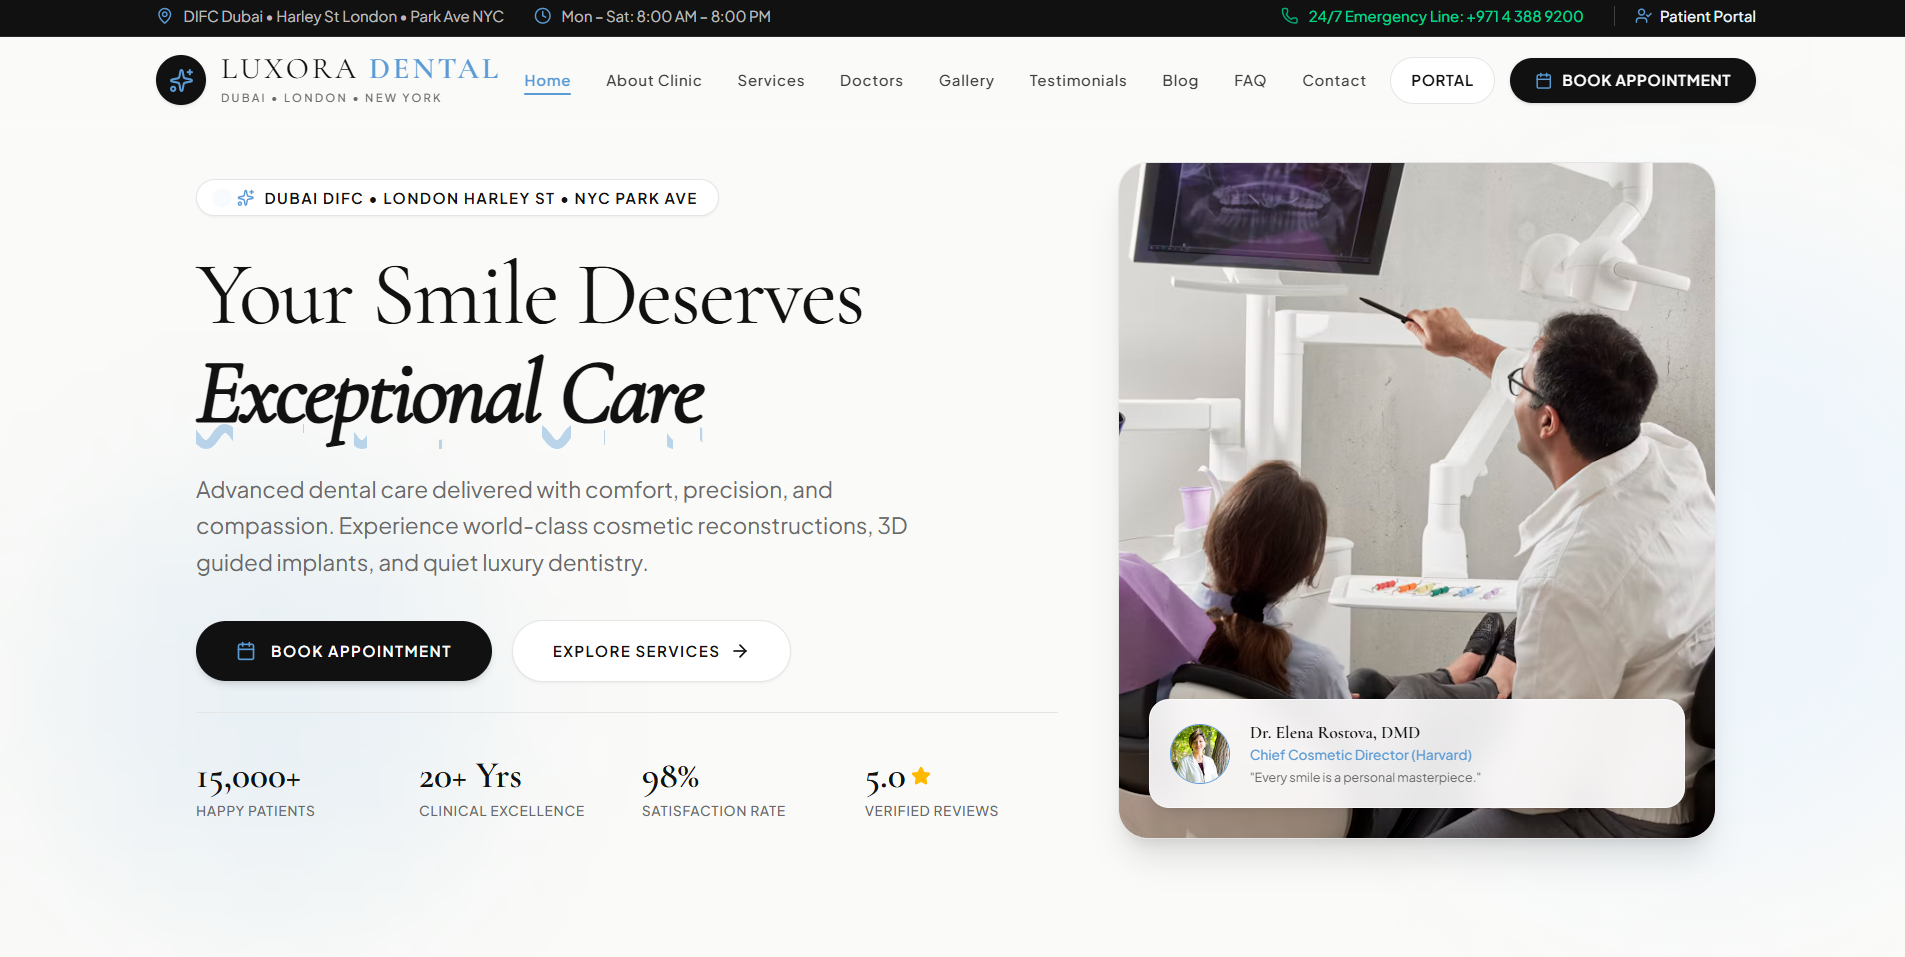 DIFC Dubai • Harley St London • Park Ave NYC
Mon – Sat: 8:00 AM – 8:00 PM
24/7 Emergency Line: +971 4 388 9200
Patient Portal
LUXORA DENTAL
DUBAI • LONDON • NEW YORK
Home
About Clinic
Services
Doctors
Gallery
Testimonials
Blog
FAQ
Contact
PORTAL
BOOK APPOINTMENT
DUBAI DIFC • LONDON HARLEY ST • NYC PARK AVE
Your Smile Deserves
Exceptional Care
Advanced dental care delivered with comfort, precision, and
compassion. Experience world-class cosmetic reconstructions, 3D
guided implants, and quiet luxury dentistry.
BOOK APPOINTMENT
EXPLORE SERVICES
15,000+
HAPPY PATIENTS
20+ Yrs
CLINICAL EXCELLENCE
98%
SATISFACTION RATE
5.0
VERIFIED REVIEWS
Dr. Elena Rostova, DMD
Chief Cosmetic Director (Harvard)
"Every smile is a personal masterpiece."